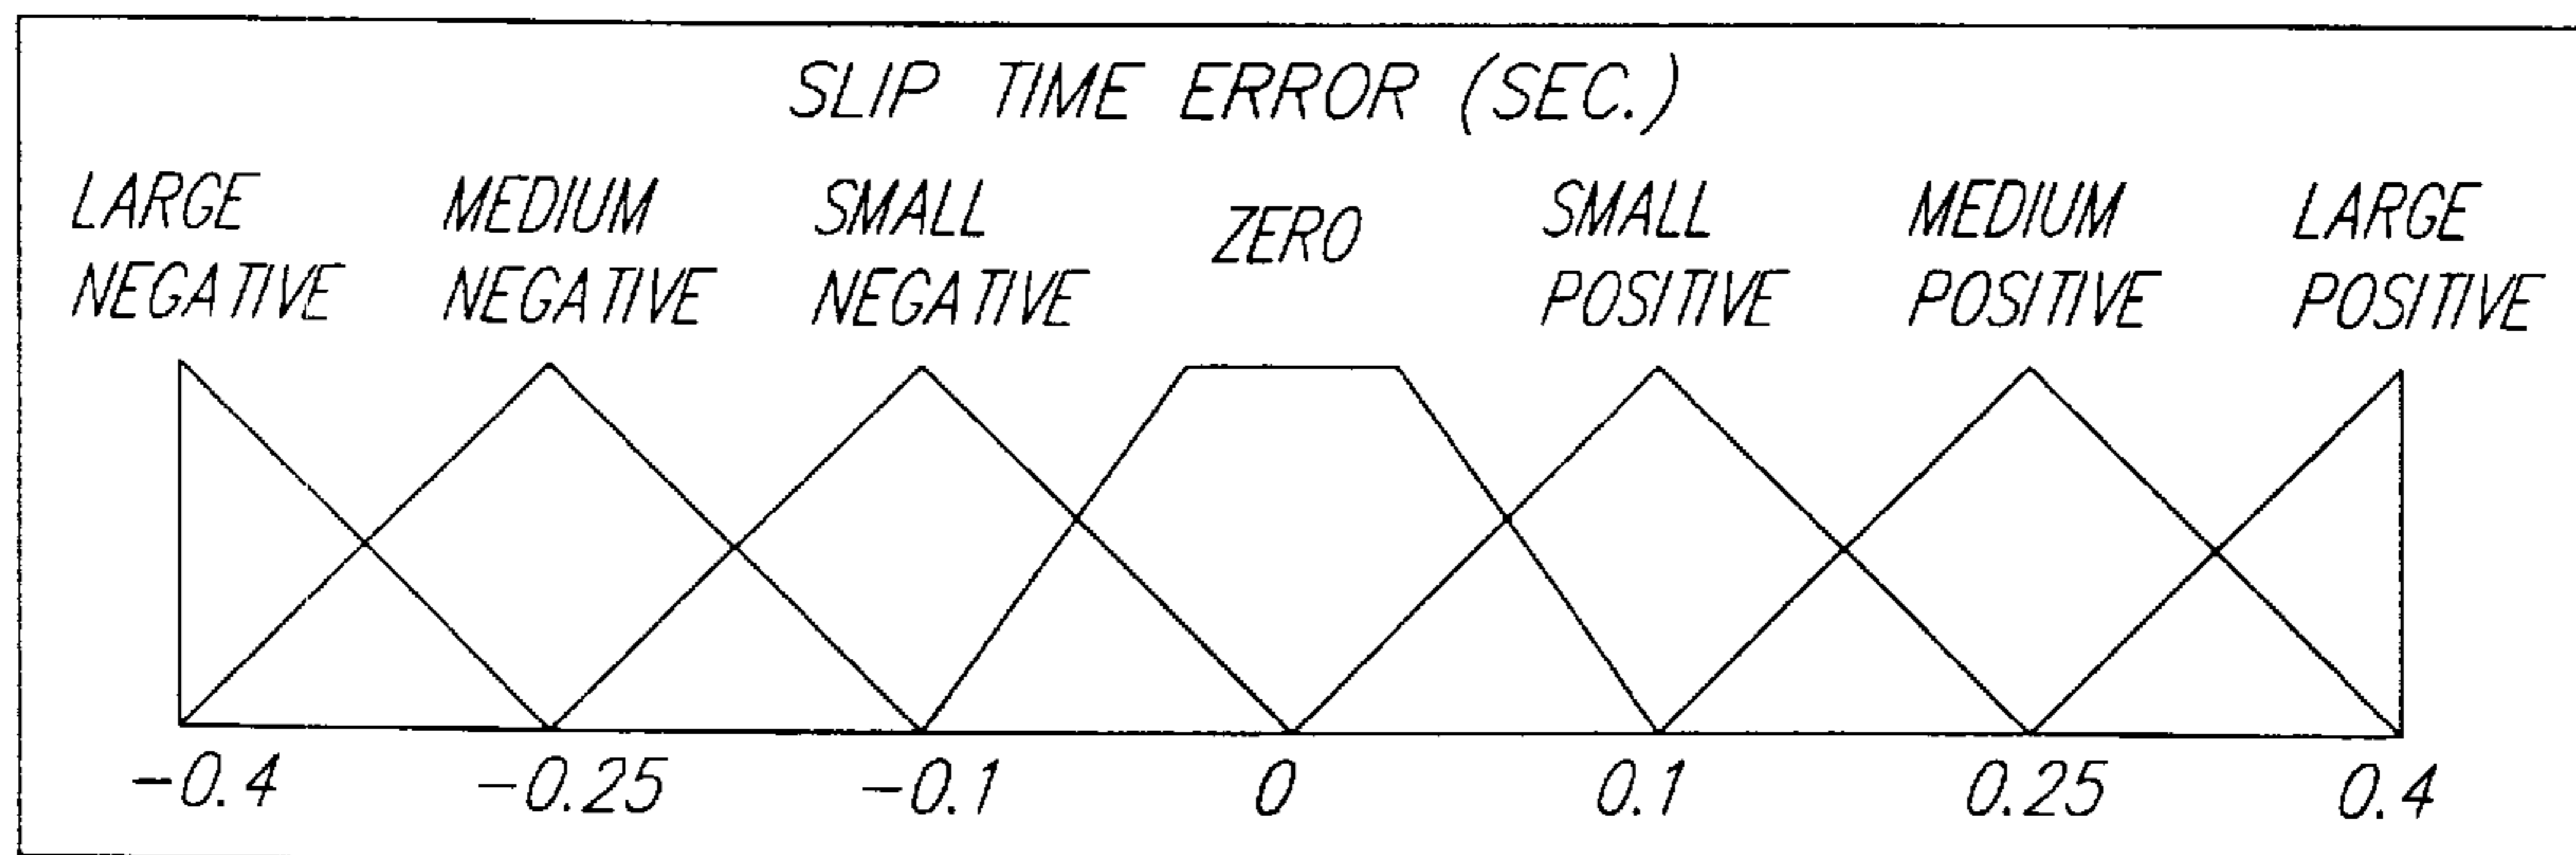 SLIP TIME ERROR (SEC.)
LARGE NEGATIVE
MEDIUM NEGATIVE
SMALL NEGATIVE
ZERO
SMALL POSITIVE
MEDIUM POSITIVE
LARGE POSITIVE
-0.4 -0.25 -0.1 0 0.1 0.25 0.4